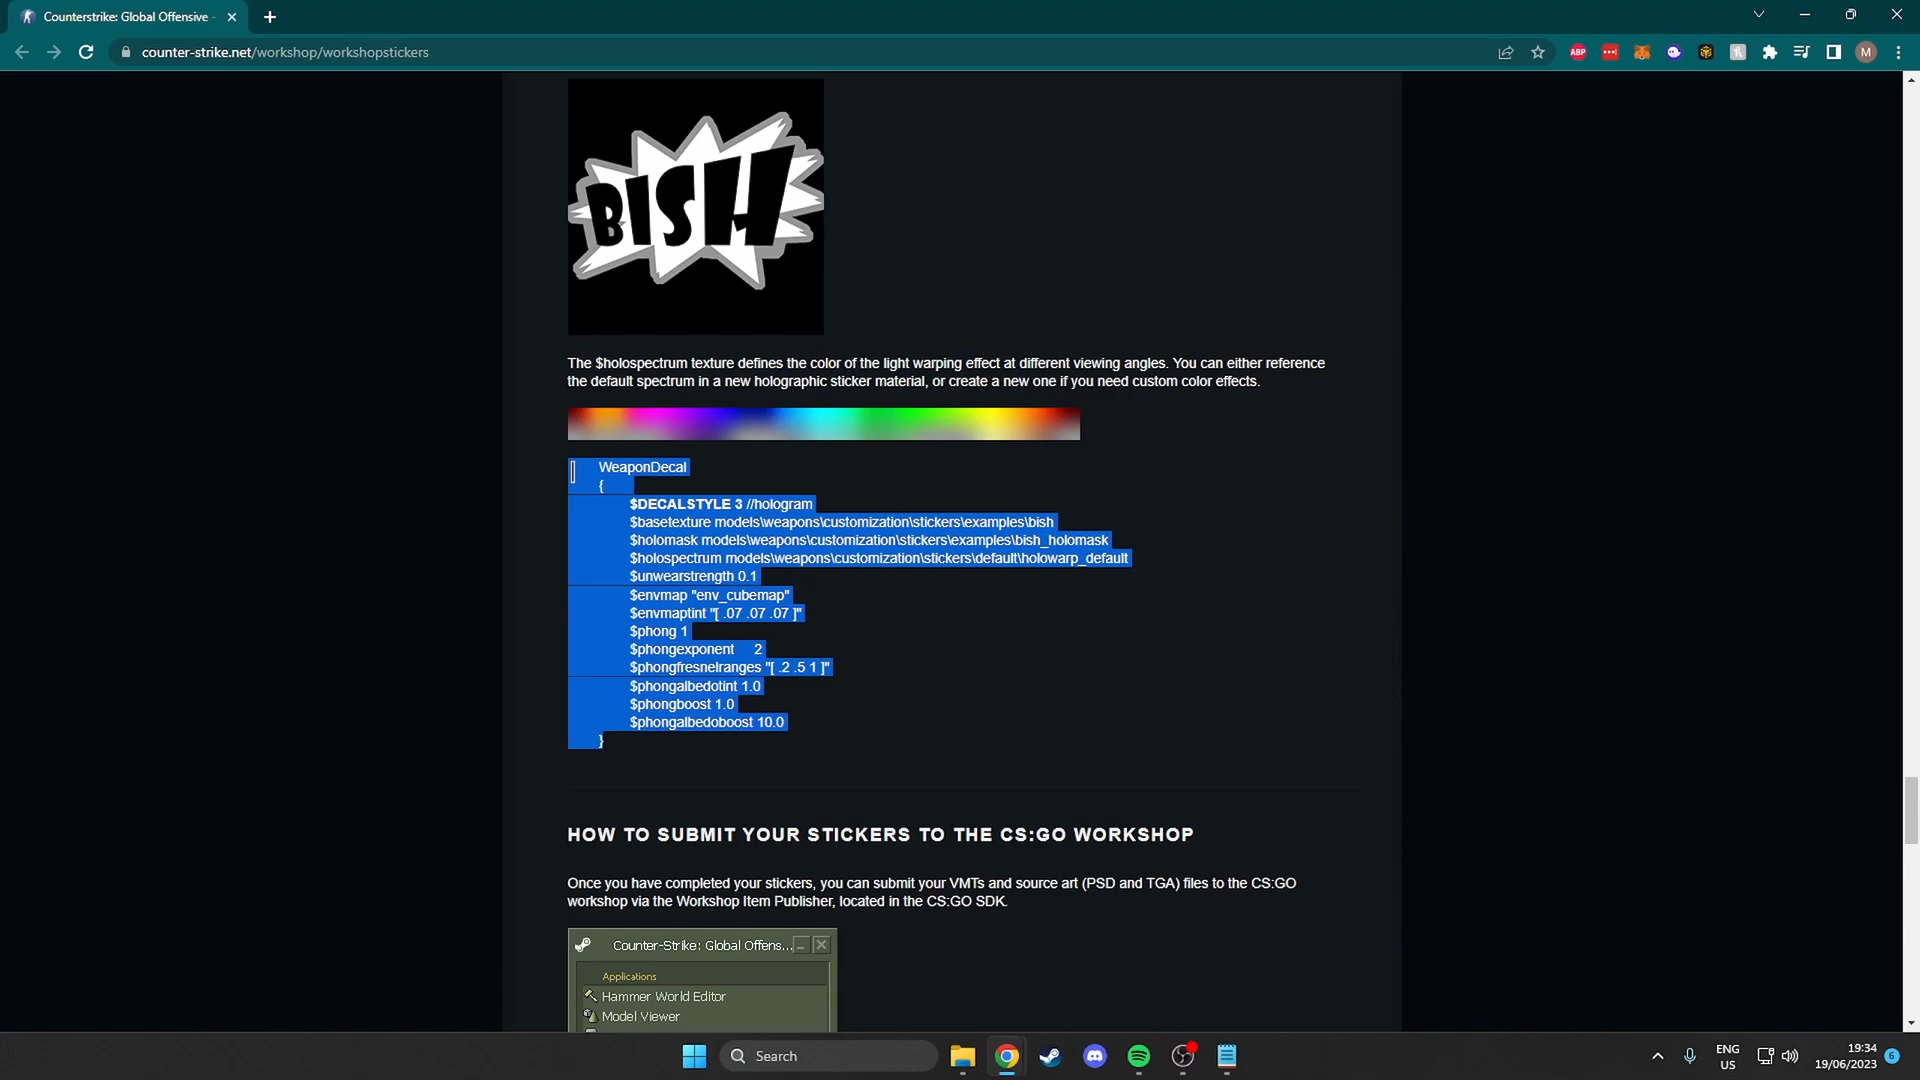 Counterstrike: Global Offensive -
counter-strike.net/workshop/workshopstickers
ABP
M
BISH
The $holospectrum texture defines the color of the light warping effect at different viewing angles. You can either reference
the default spectrum in a new holographic sticker material, or create a new one if you need custom color effects.
WeaponDecal
{
$DECALSTYLE 3 //hologram
$basetexture models\weapons\customization\stickers\examples\bish
$holomask models\weapons\customization\stickers\examples\bish_holomask
$holospectrum models\weapons\customization\stickers\default\holowarp_default
$unwearstrength 0.1
$envmap "env_cubemap"
$envmaptint "[ .07 .07 .07 ]"
$phong 1
$phongexponent 2
$phongfresnelranges "[ .2 .5 1 ]"
$phongalbedotint 1.0
$phongboost 1.0
$phongalbedoboost 10.0
}
HOW TO SUBMIT YOUR STICKERS TO THE CS:GO WORKSHOP
Once you have completed your stickers, you can submit your VMTs and source art (PSD and TGA) files to the CS:GO
workshop via the Workshop Item Publisher, located in the CS:GO SDK.
Counter-Strike: Global Offens...
Applications
Hammer World Editor
Model Viewer
Search
ENG
US
19:34
19/06/2023
6